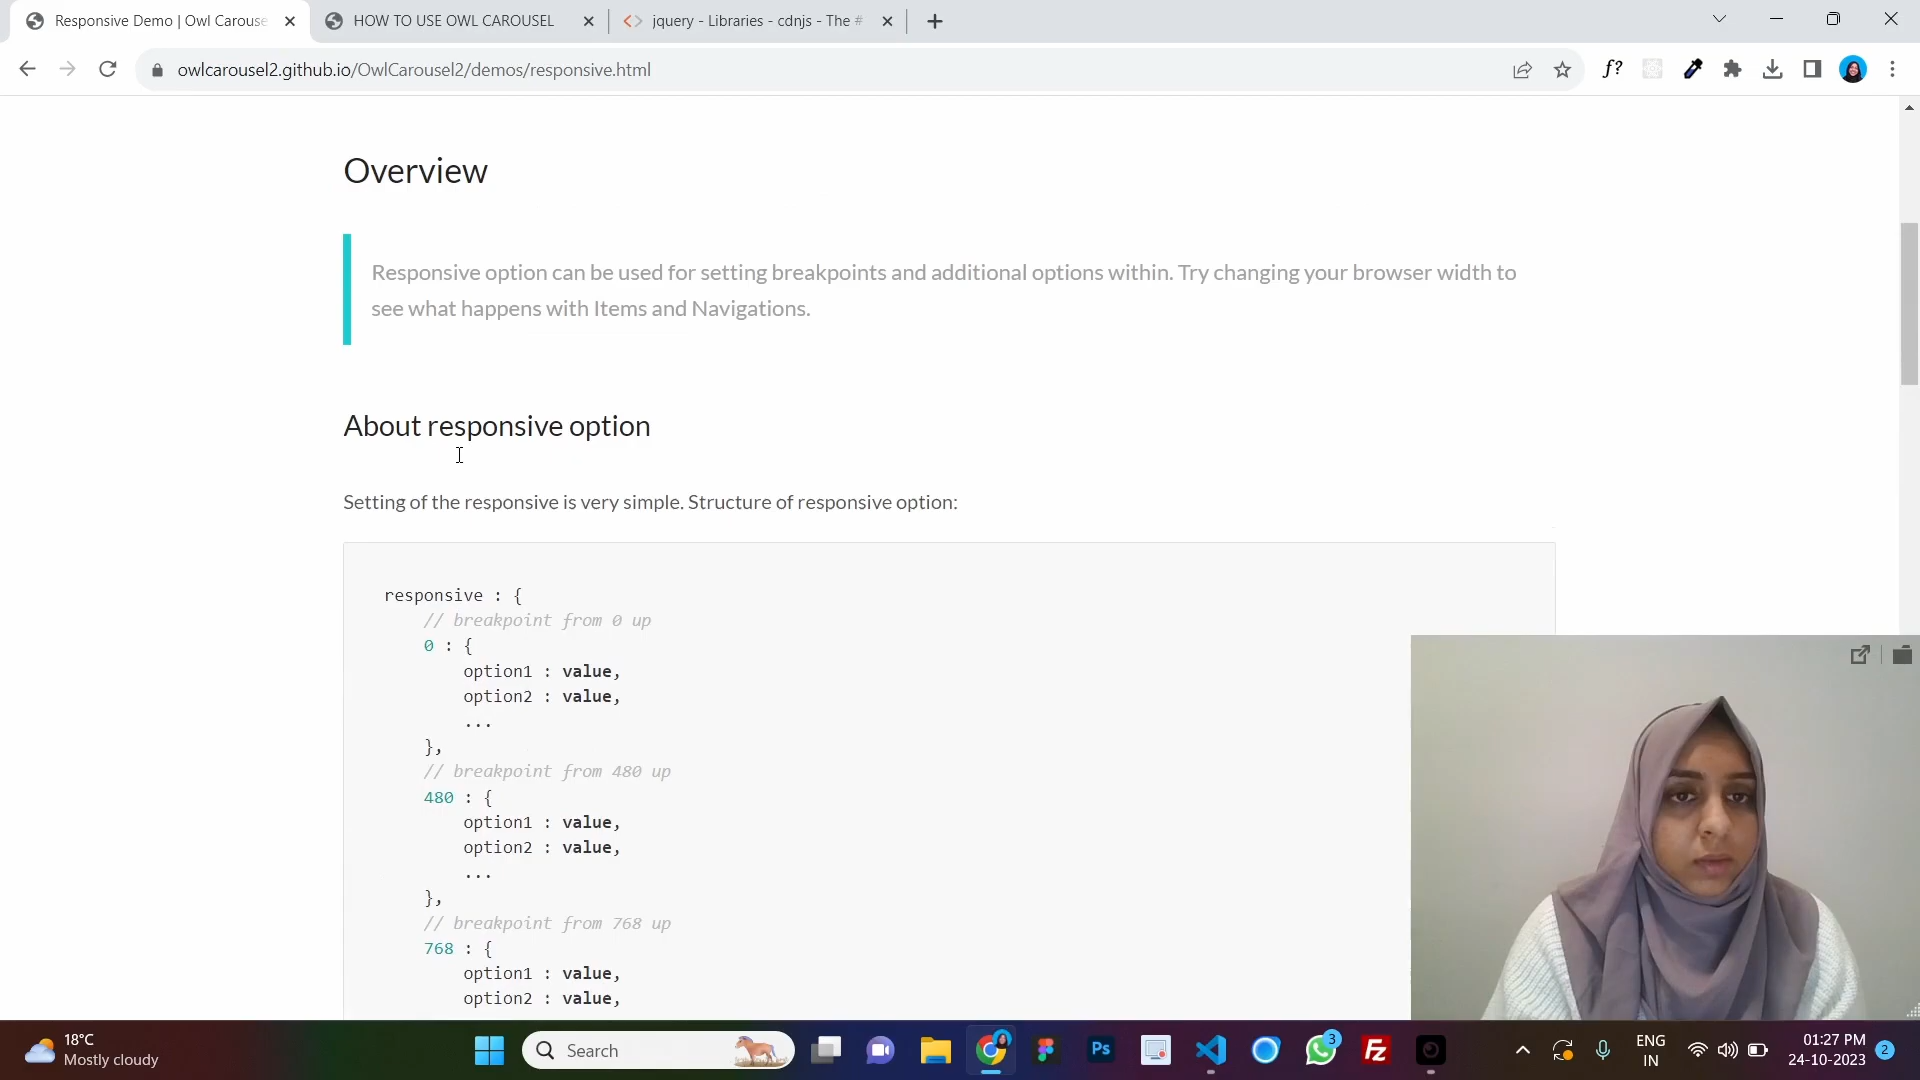 Responsive Demo | Owl Carouse
HOW TO USE OWL CAROUSEL
jquery - Libraries - cdnjs - The #
owlcarousel2.github.io/OwlCarousel2/demos/responsive.html
f?
Overview
Responsive option can be used for setting breakpoints and additional options within. Try changing your browser width to
see what happens with Items and Navigations.
About responsive option
Setting of the responsive is very simple. Structure of responsive option:
responsive : {
// breakpoint from 0 up
0 : {
option1 : value,
option2 : value,
...
},
// breakpoint from 480 up
480 : {
option1 : value,
option2 : value,
...
},
// breakpoint from 768 up
768 : {
option1 : value,
option2 : value,
18°C
Mostly cloudy
Search
Ps
3
Fz
ENG
IN
01:27 PM
24-10-2023
2